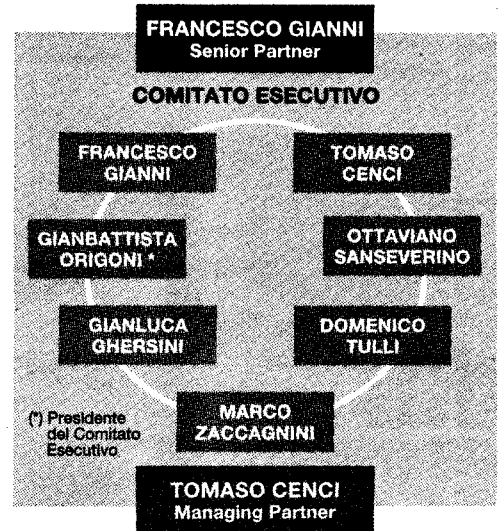 FRANCESCO GIANNI
Senior Partner
COMITATO ESECUTIVO
FRANCESCO
GIANNI
TOMASO
CENCI
GIANBATTISTA
ORIGONI *
OTTAVIANO
SANSEVERINO
GIANLUCA
GHERSINI
DOMENICO
TULLI
MARCO
ZACCAGNINI
(*) Presidente
del Comitato
Esecutivo
TOMASO CENCI
Managing Partner